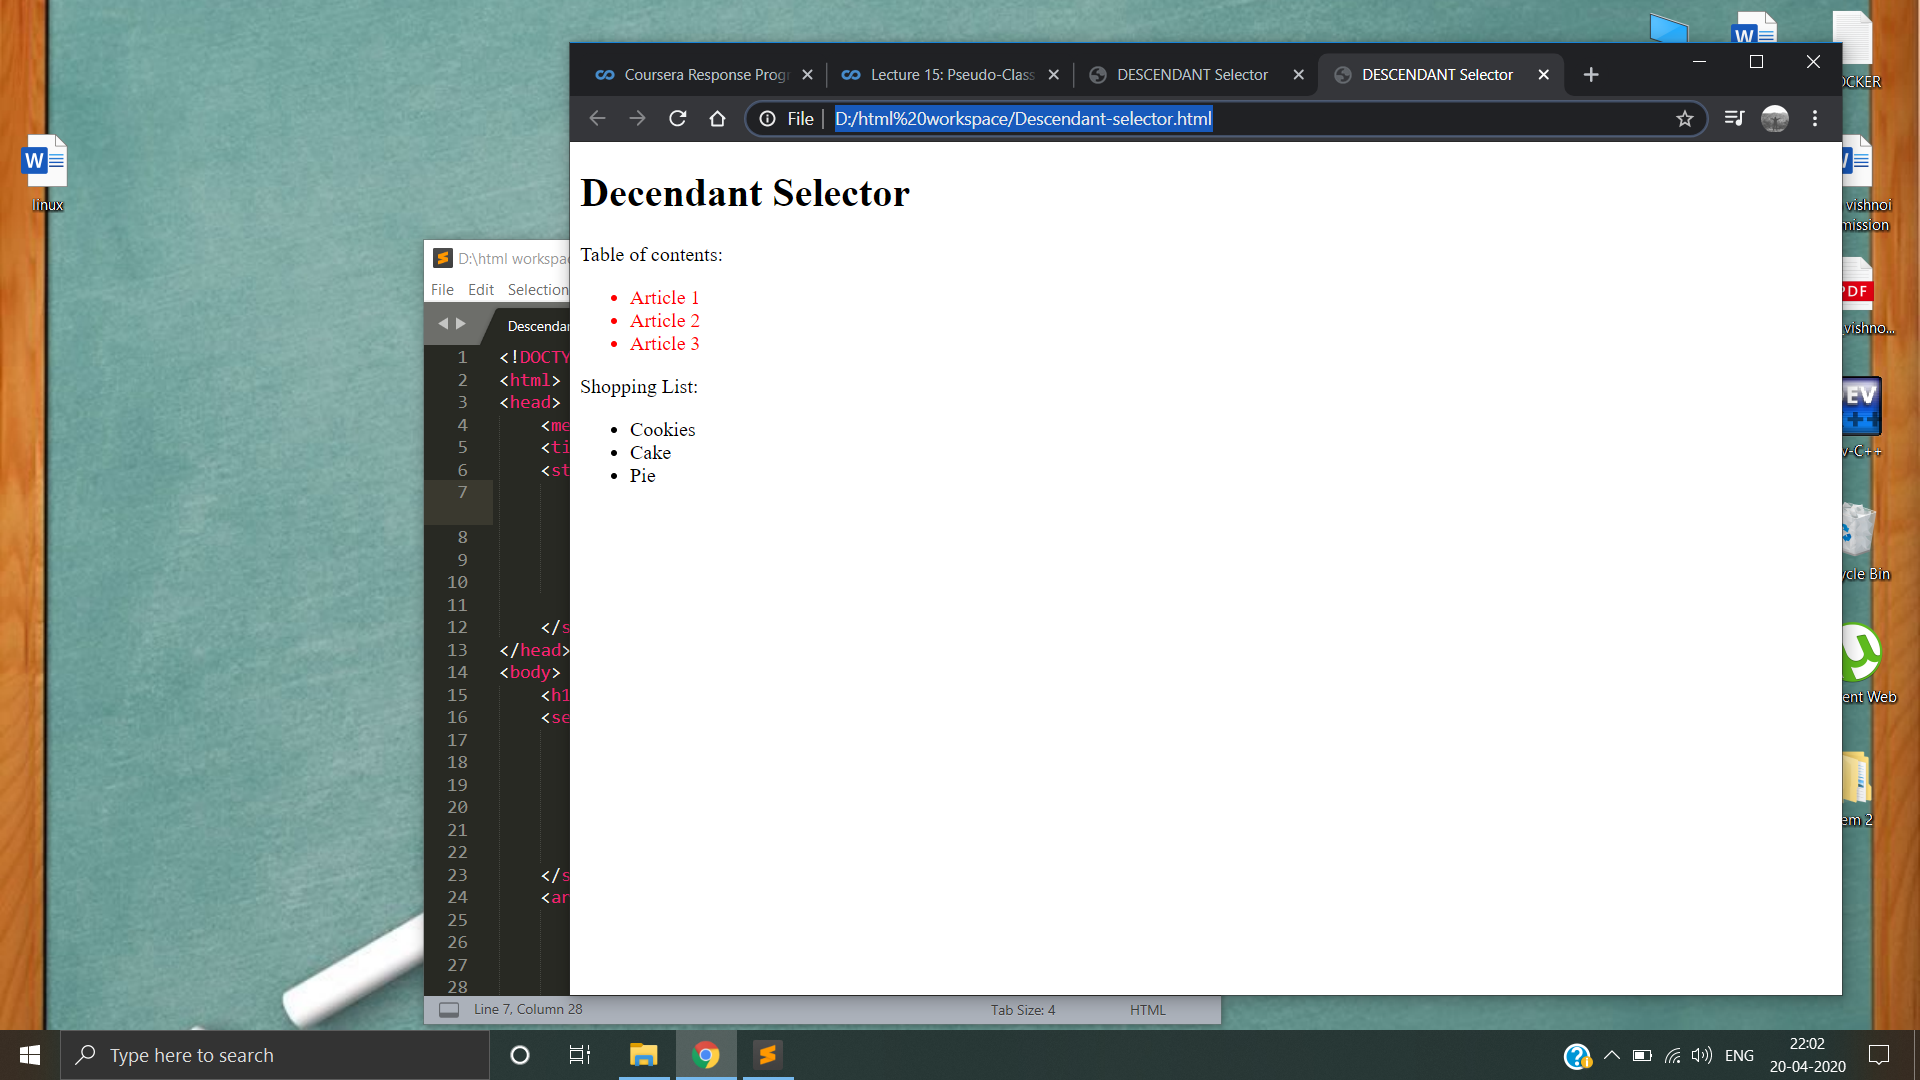 Coursera Response Progr
Lecture 15: Pseudo-Class
DESCENDANT Selector
DESCENDANT Selector
File
D:/html%20workspace/Descendant-selector.html
Decendant Selector
Table of contents:
Article 1
Article 2
Article 3
Shopping List:
Cookies
Cake
Pie
W
linux
W
OCKER
vishnoi
mission
PDF
vishno...
DEV
C++
v-C++
ycle Bin
ent Web
em 2
D:\html workspac
File Edit Selection
Descendan
1 <!DOCTY
2 <html>
3 <head>
4 <me
5 <ti
6 <st
7
8
9
10
11
12 </s
13 </head>
14 <body>
15 <h1
16 <se
17
18
19
20
21
22
23 </s
24 <ar
25
26
27
28
Line 7, Column 28
Tab Size: 4
HTML
Type here to search
ENG
22:02
20-04-2020